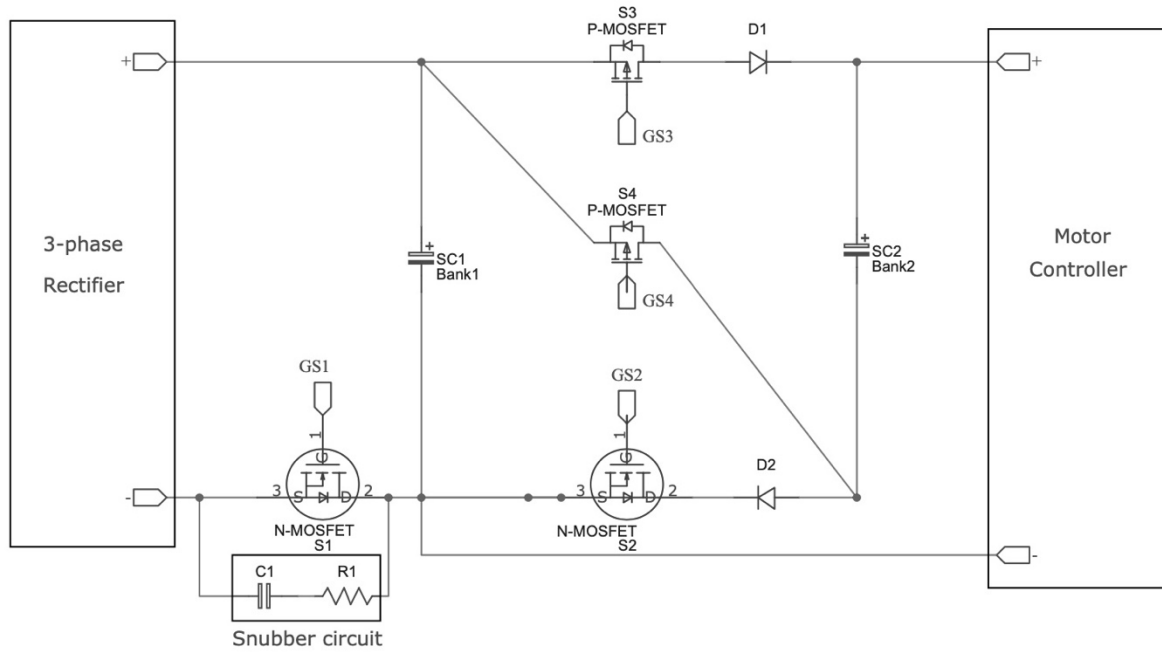 S3
P-MOSFET
D1
+
+
GS3
S4
P-MOSFET
3-phase
Rectifier
+
SC1
Bank1
+
SC2
Bank2
Motor
Controller
GS4
GS1
GS2
1
G
1
G
D2
-
3
S
D
2
3
S
D
2
N-MOSFET
S1
N-MOSFET
S2
-
C1
R1
Snubber circuit